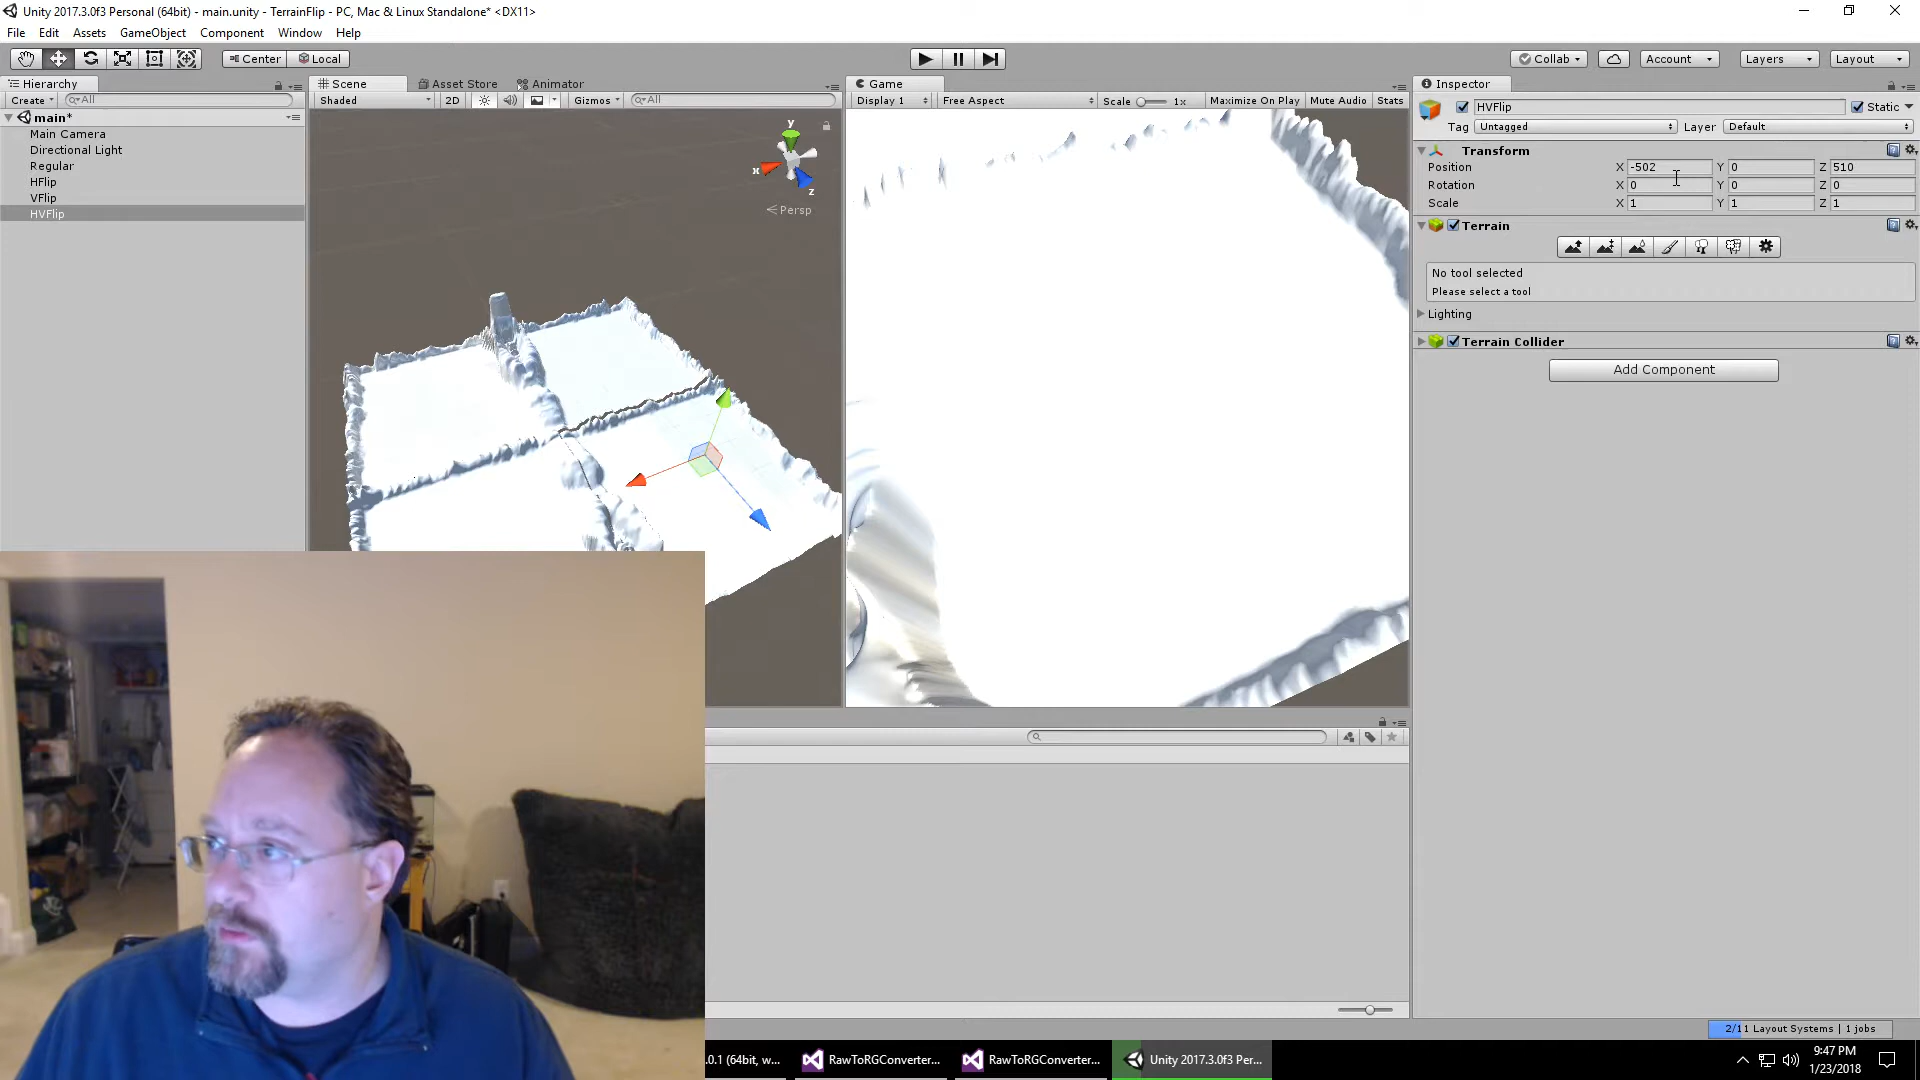 Unity 2017.3.0f3 Personal (64bit) - main.unity - TerrainFlip - PC, Mac & Linux Standalone* <DX11>
File Edit Assets GameObject Component Window Help
Center Local Collab Account Layers Layout
Hierarchy Scene Asset Store Animator Game Inspector
Create All Shaded 2D Gizmos All Display 1 Free Aspect Scale 1x Maximize On Play Mute Audio Stats
HVFlip Static
Tag Untagged Layer Default
main*
Main Camera
Directional Light
Regular
HFlip
VFlip
HVFlip
y
x
z
Persp
Transform
Position X -502 Y 0 Z 510
Rotation X 0 Y 0 Z 0
Scale X 1 Y 1 Z 1
Terrain
No tool selected
Please select a tool
Lighting
Terrain Collider
Add Component
2/11 Layout Systems | 1 jobs
.0.1 (64bit, w... RawToRGConverter... RawToRGConverter... Unity 2017.3.0f3 Per...
9:47 PM
1/23/2018